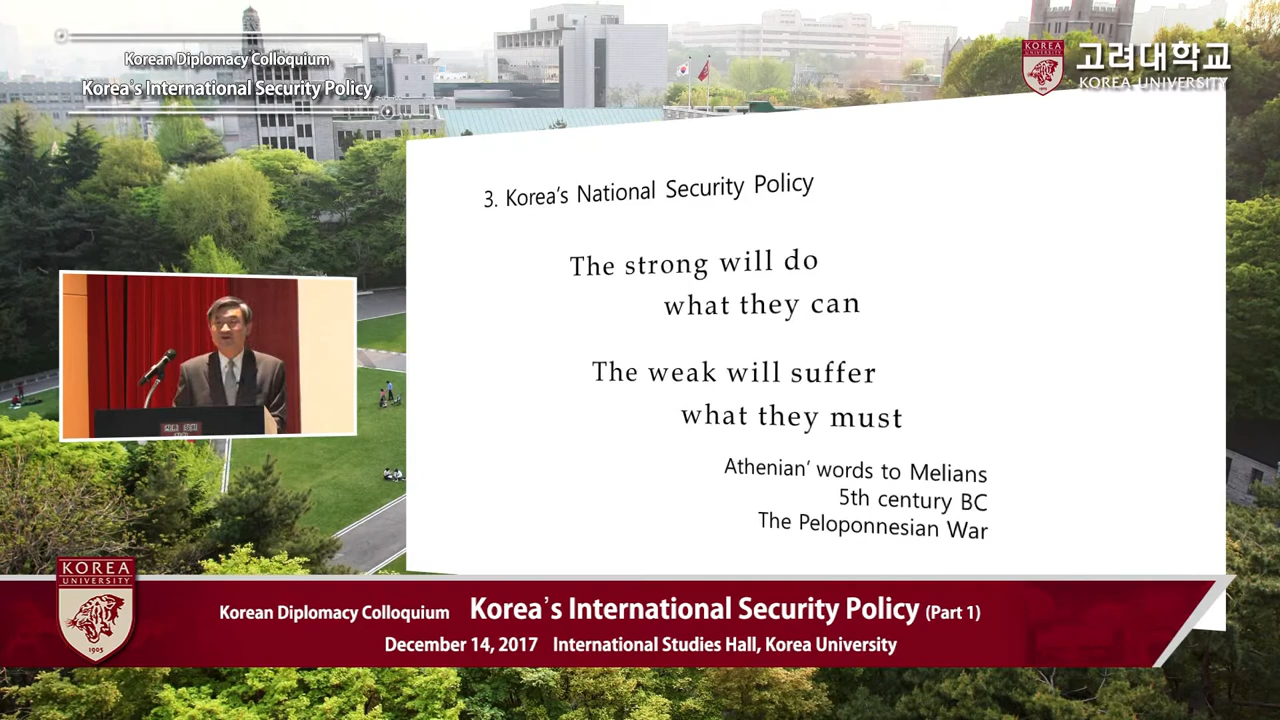 Korean Diplomacy Colloquium
Korea's International Security Policy
KOREA
1905
고려대학교
KOREA UNIVERSITY
3. Korea's National Security Policy
The strong will do
what they can
The weak will suffer
what they must
Athenian' words to Melians
5th century BC
The Peloponnesian War
KOREA
UNIVERSITY
1905
Korean Diplomacy Colloquium Korea's International Security Policy (Part 1)
December 14, 2017 International Studies Hall, Korea University